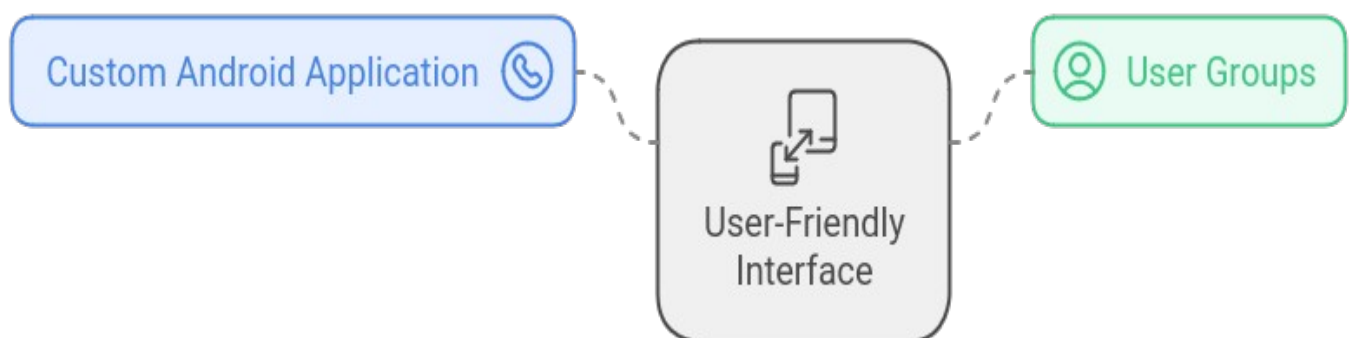 Custom Android Application
User Groups
User-Friendly
Interface